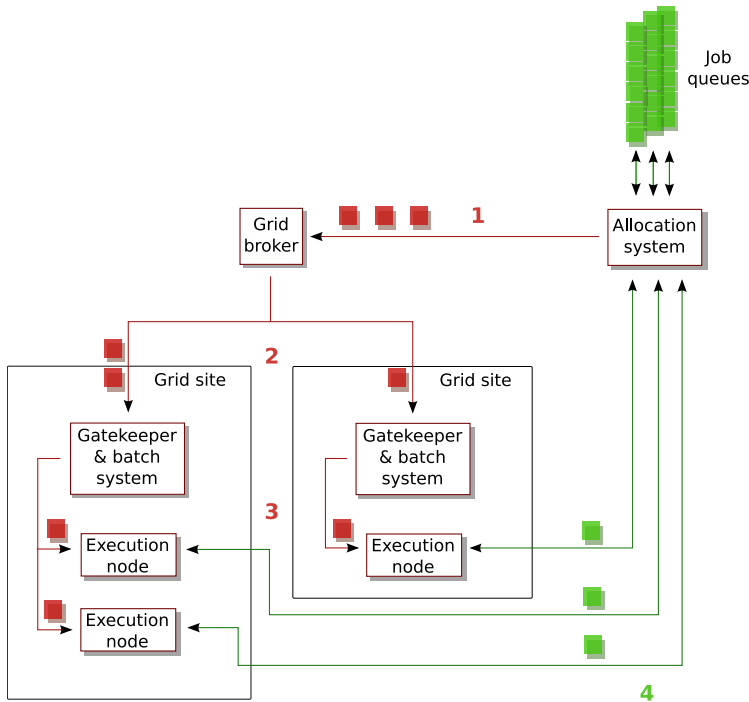 Job
queues
1
Grid
broker
Allocation
system
2
Grid site
Grid site
Gatekeeper
& batch
system
Gatekeeper
& batch
system
3
Execution
node
Execution
node
Execution
node
4